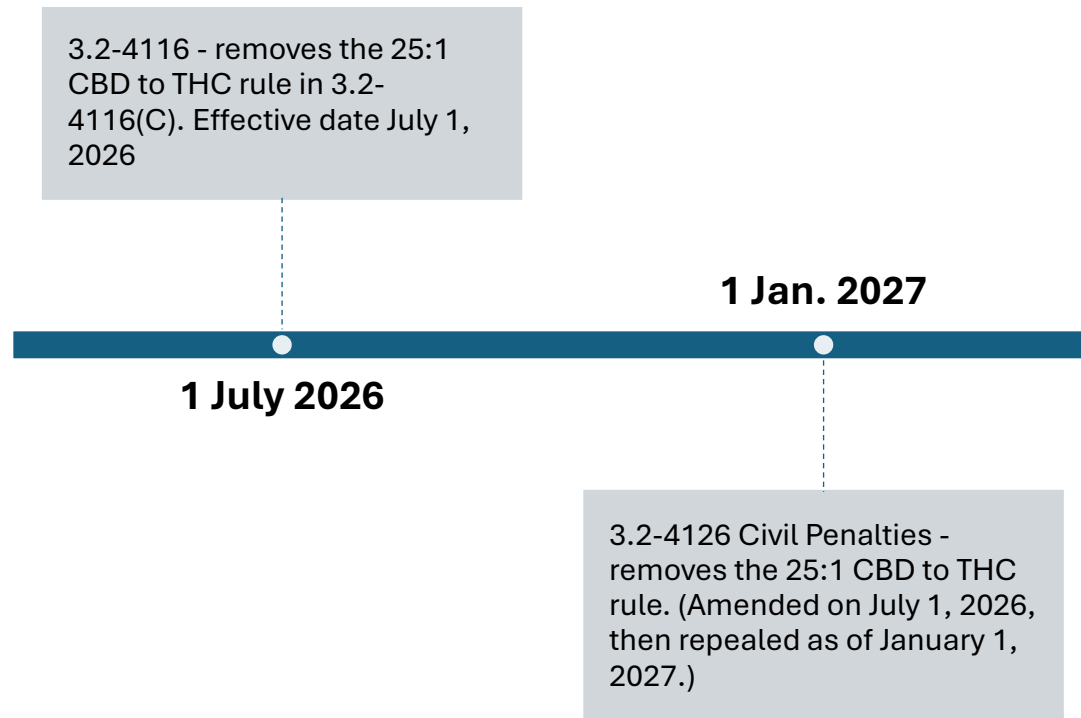 3.2-4116 - removes the 25:1
CBD to THC rule in 3.2-
4116(C). Effective date July 1,
2026
1 Jan. 2027
1 July 2026
3.2-4126 Civil Penalties -
removes the 25:1 CBD to THC
rule. (Amended on July 1, 2026,
then repealed as of January 1,
2027.)